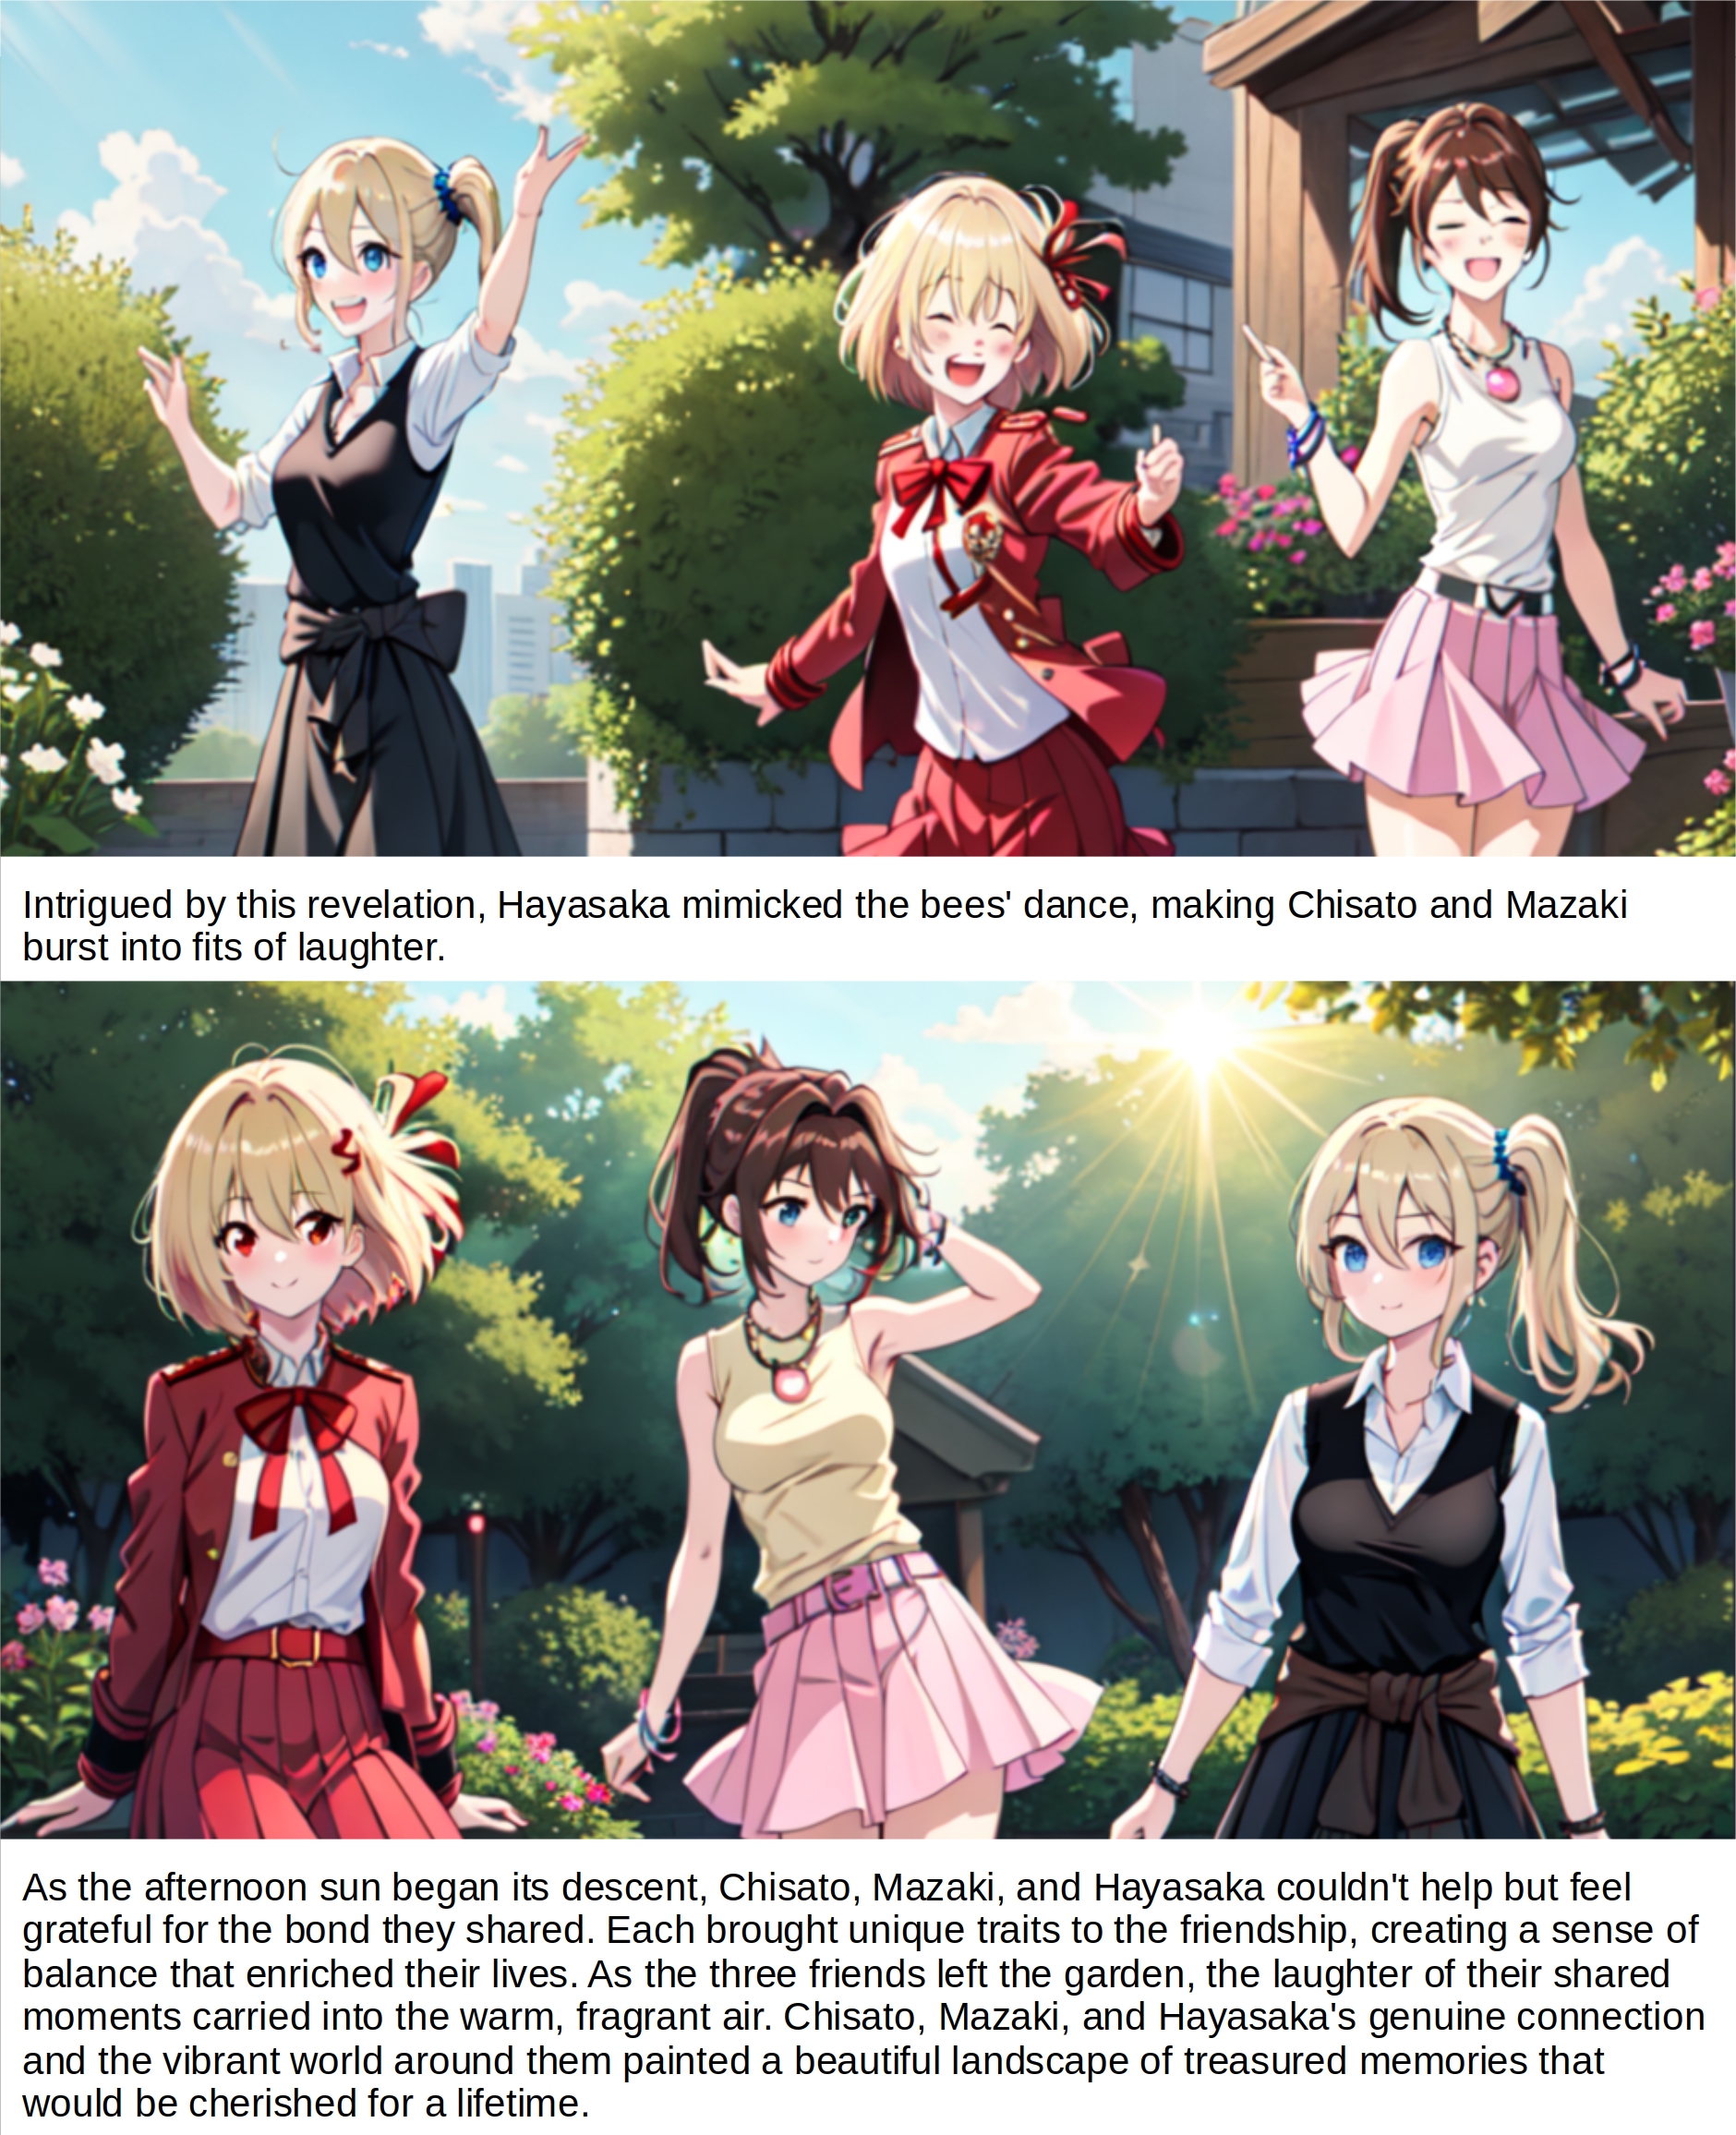 Intrigued by this revelation, Hayasaka mimicked the bees' dance, making Chisato and Mazaki
burst into fits of laughter.
As the afternoon sun began its descent, Chisato, Mazaki, and Hayasaka couldn't help but feel
grateful for the bond they shared. Each brought unique traits to the friendship, creating a sense of
balance that enriched their lives. As the three friends left the garden, the laughter of their shared
moments carried into the warm, fragrant air. Chisato, Mazaki, and Hayasaka's genuine connection
and the vibrant world around them painted a beautiful landscape of treasured memories that
would be cherished for a lifetime.